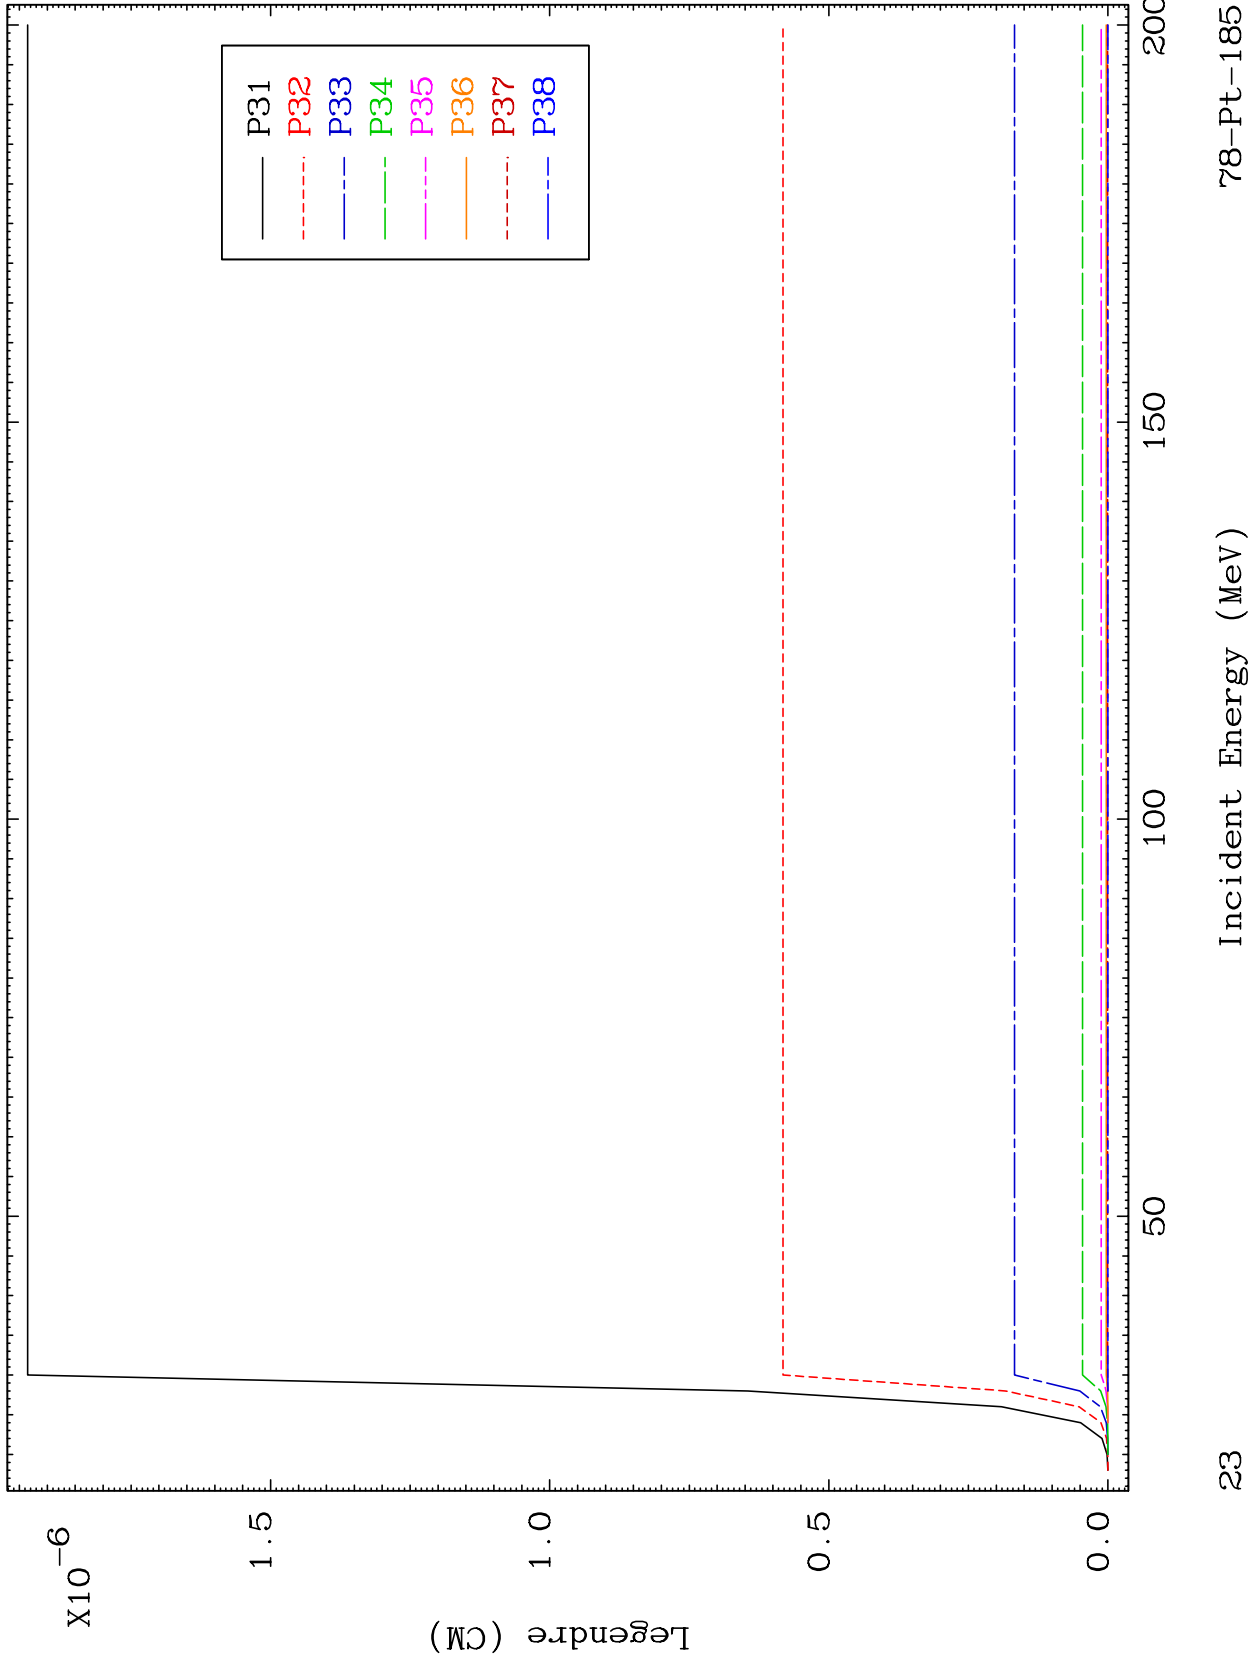 X10-6
1.5
1.0
0.5
0.0
Legendre (CM)
P31
P32
P33
P34
P35
P36
P37
P38
50
100
150
200
23
Incident Energy (MeV)
78-Pt-185